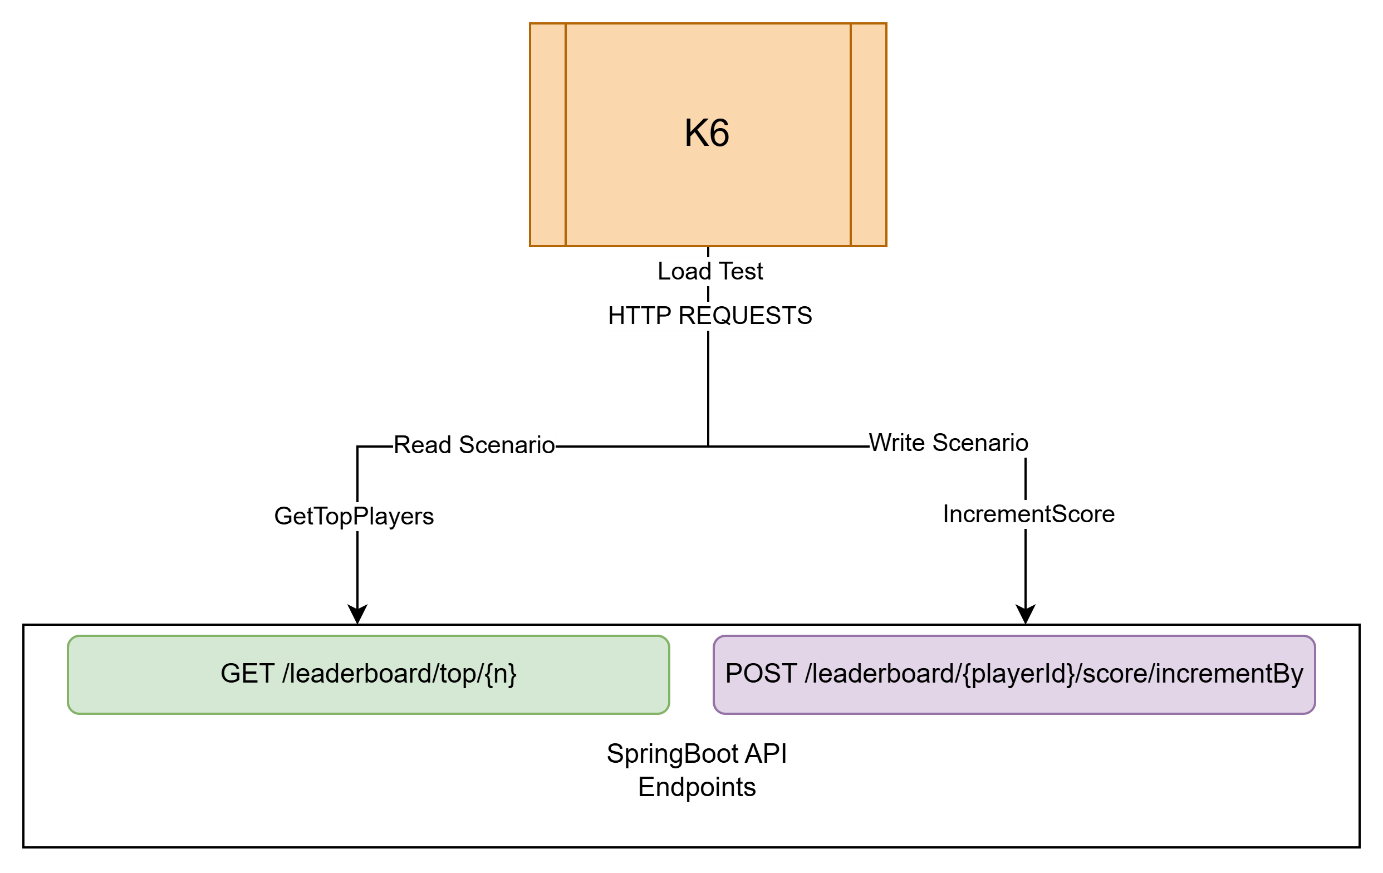 K6
Load Test
HTTP REQUESTS
Read Scenario
Write Scenario
GetTopPlayers
IncrementScore
GET /leaderboard/top/{n}
POST /leaderboard/{playerId}/score/incrementBy
SpringBoot API
Endpoints